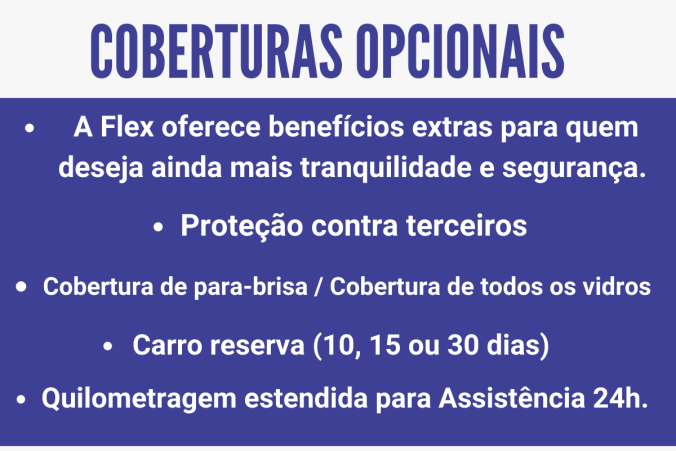 COBERTURAS OPCIONAIS
• A Flex oferece benefícios extras para quem
deseja ainda mais tranquilidade e segurança.
• Proteção contra terceiros
• Cobertura de para-brisa / Cobertura de todos os vidros
• Carro reserva (10, 15 ou 30 dias)
• Quilometragem estendida para Assistência 24h.